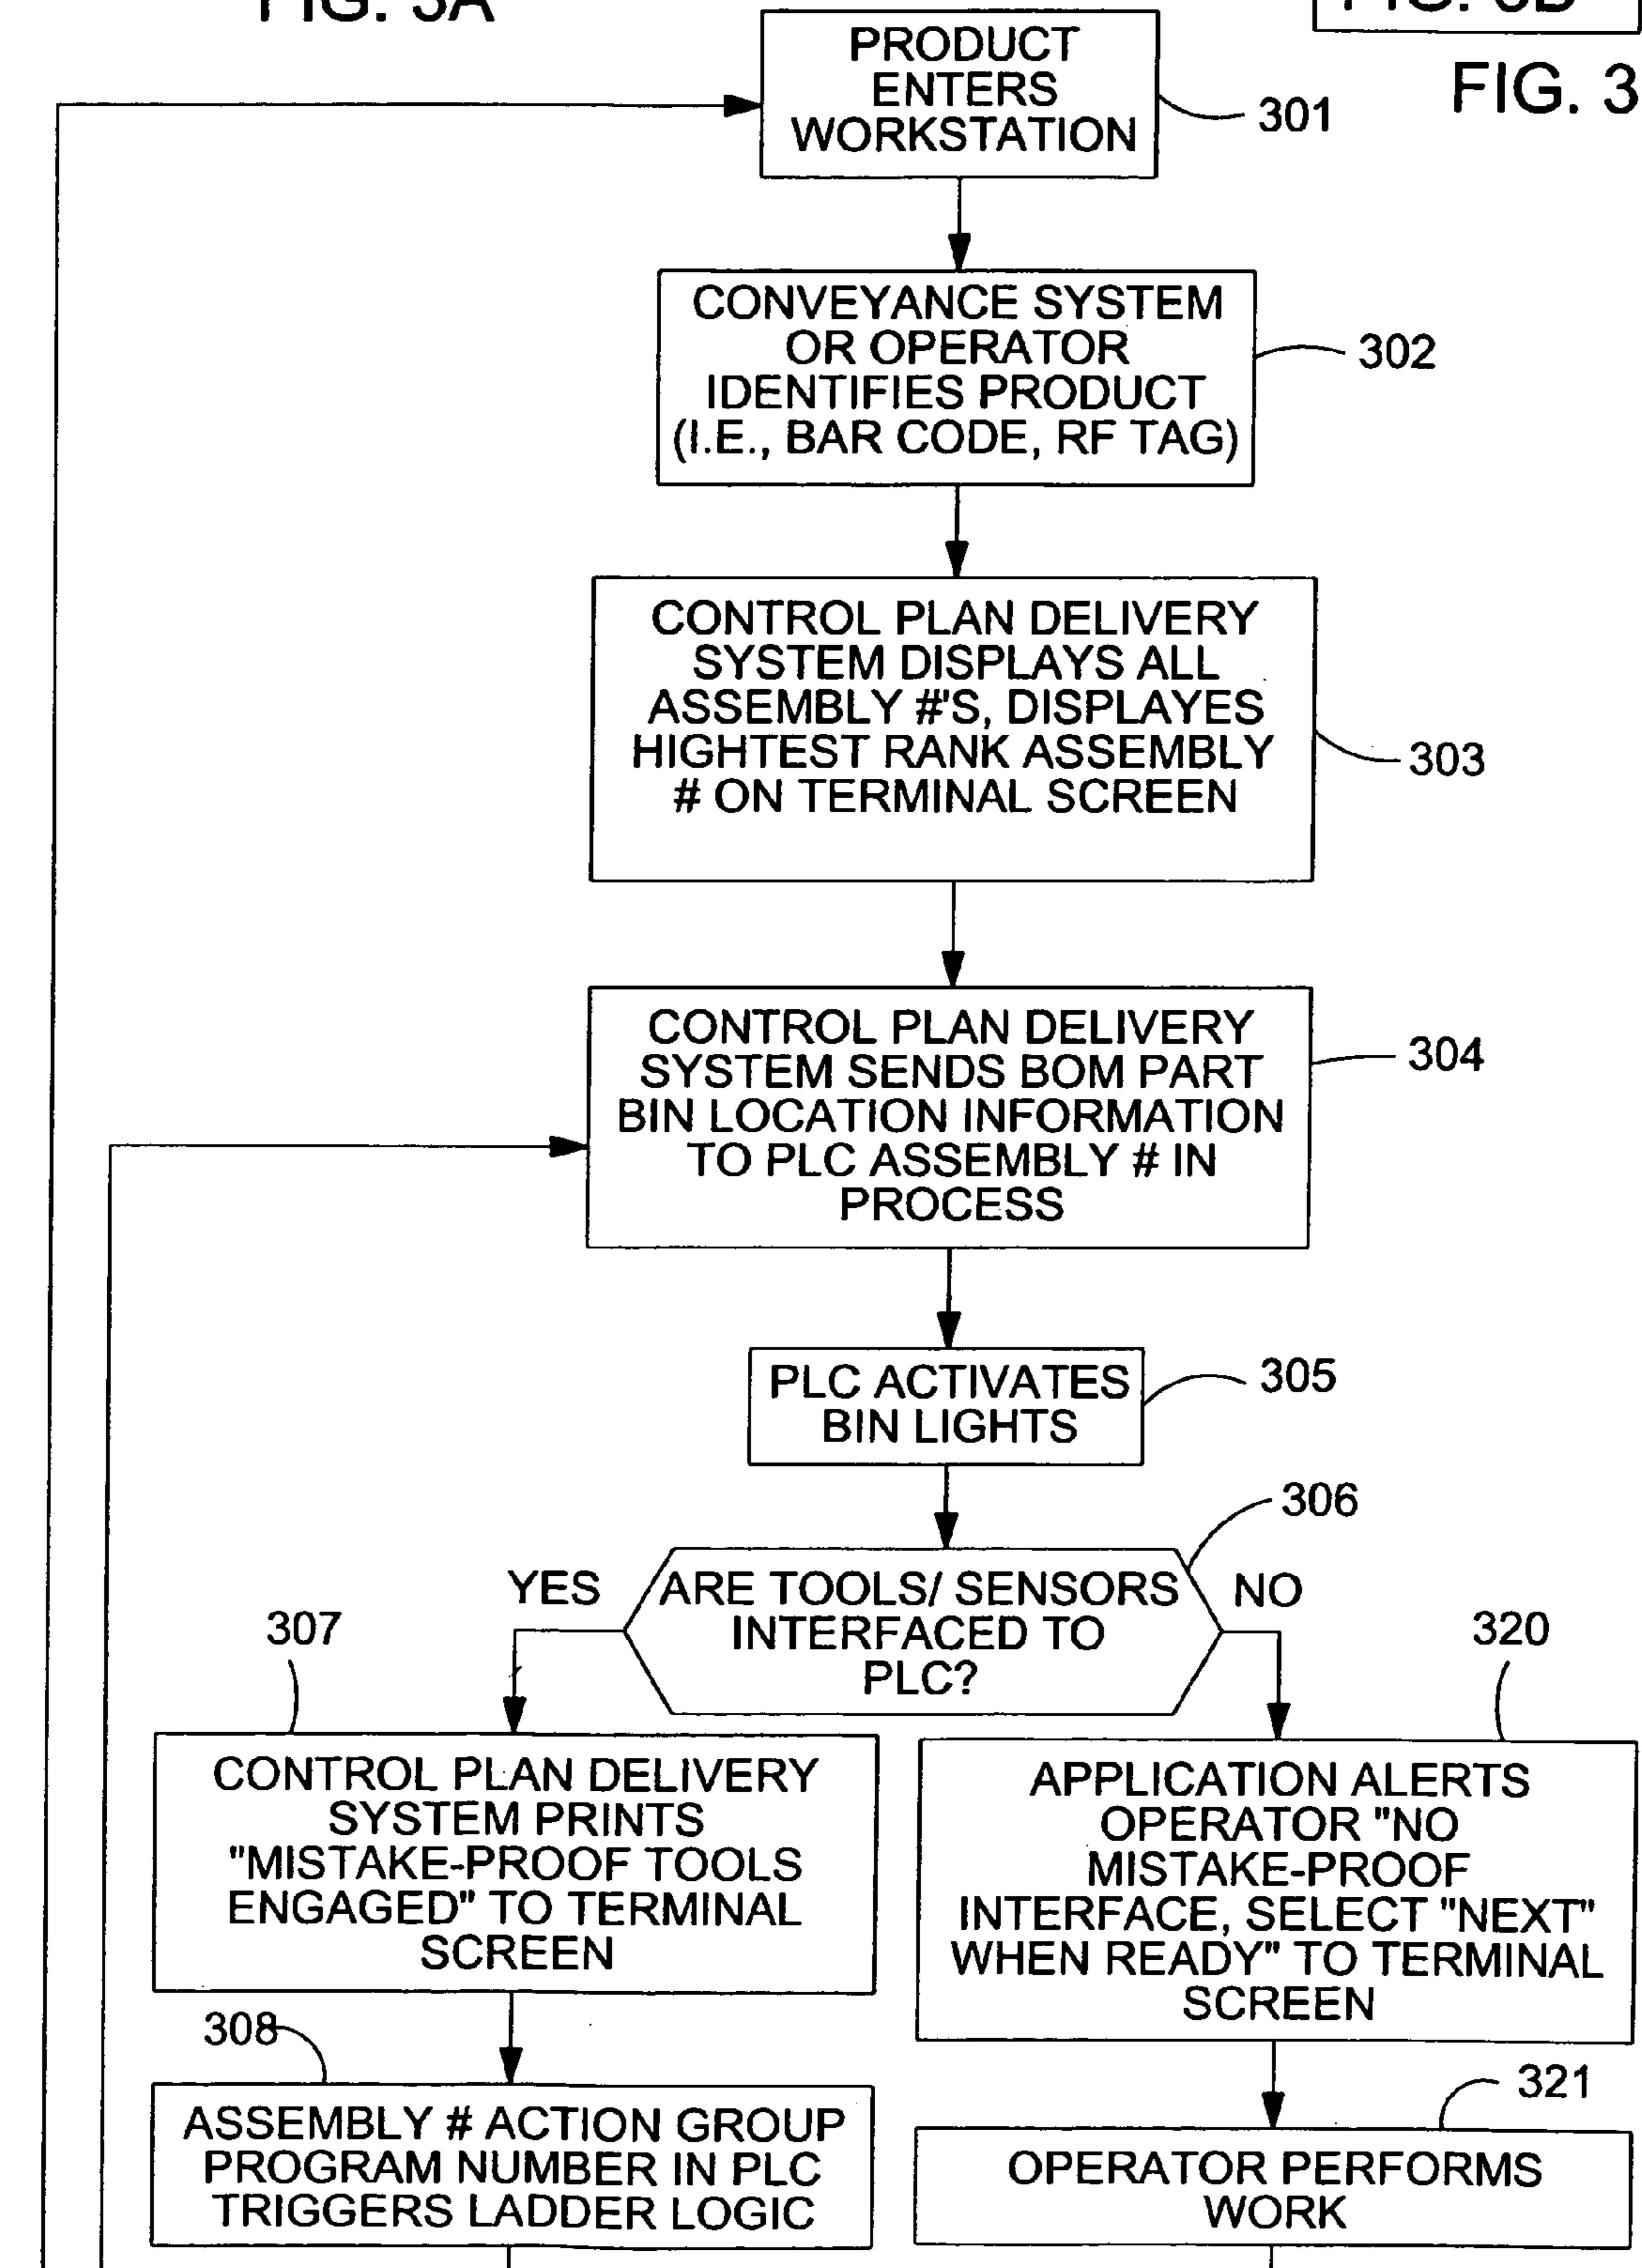 FIG. 3A
FIG. 3B
FIG. 3
PRODUCT
ENTERS
WORKSTATION
301
CONVEYANCE SYSTEM
OR OPERATOR
IDENTIFIES PRODUCT
(I.E., BAR CODE, RF TAG)
302
CONTROL PLAN DELIVERY
SYSTEM DISPLAYS ALL
ASSEMBLY #'S, DISPLAYES
HIGHTEST RANK ASSEMBLY
# ON TERMINAL SCREEN
303
CONTROL PLAN DELIVERY
SYSTEM SENDS BOM PART
BIN LOCATION INFORMATION
TO PLC ASSEMBLY # IN
PROCESS
304
PLC ACTIVATES
BIN LIGHTS
305
306
YES
ARE TOOLS/ SENSORS
INTERFACED TO
PLC?
NO
307
CONTROL PLAN DELIVERY
SYSTEM PRINTS
"MISTAKE-PROOF TOOLS
ENGAGED" TO TERMINAL
SCREEN
320
APPLICATION ALERTS
OPERATOR "NO
MISTAKE-PROOF
INTERFACE, SELECT "NEXT"
WHEN READY" TO TERMINAL
SCREEN
308
ASSEMBLY # ACTION GROUP
PROGRAM NUMBER IN PLC
TRIGGERS LADDER LOGIC
321
OPERATOR PERFORMS
WORK